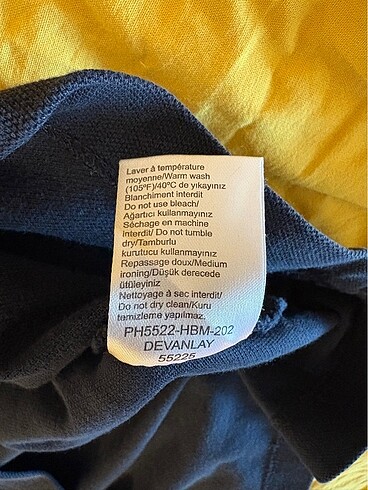 Laver à température
moyenne/Warm wash
(105ºF)/40ºC de yıkayınız
Blanchiment interdit
Do not use bleach/
Ağartıcı kullanmayınız
Séchage en machine
interdit/ Do not tumble
dry/Tamburlu
kurutucu kullanmayınız
Repassage doux/Medium
ironing/Düşük derecede
ütüleyiniz
Nettoyage à sec interdit/
Do not dry clean/Kuru
temizleme yapılmaz.
PH5522-HBM-202
DEVANLAY
55225